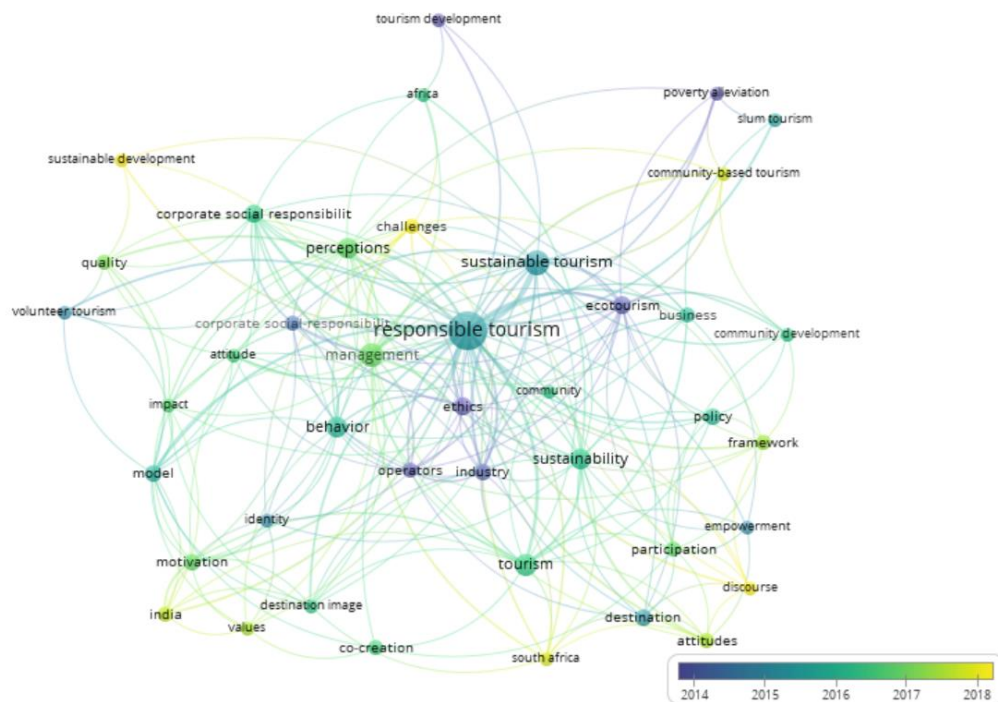 tourism development
africa
poverty alleviation
slum tourism
sustainable development
community-based tourism
corporate social responsibilit
challenges
perceptions
quality
sustainable tourism
volunteer tourism
ecotourism
business
corporate social-responsibilit
responsible tourism
community development
attitude
management
community
impact
ethics
policy
behavior
framework
sustainability
model
operators
industry
identity
empowerment
participation
motivation
tourism
discourse
destination image
india
values
destination
attitudes
co-creation
south africa
2014 2015 2016 2017 2018